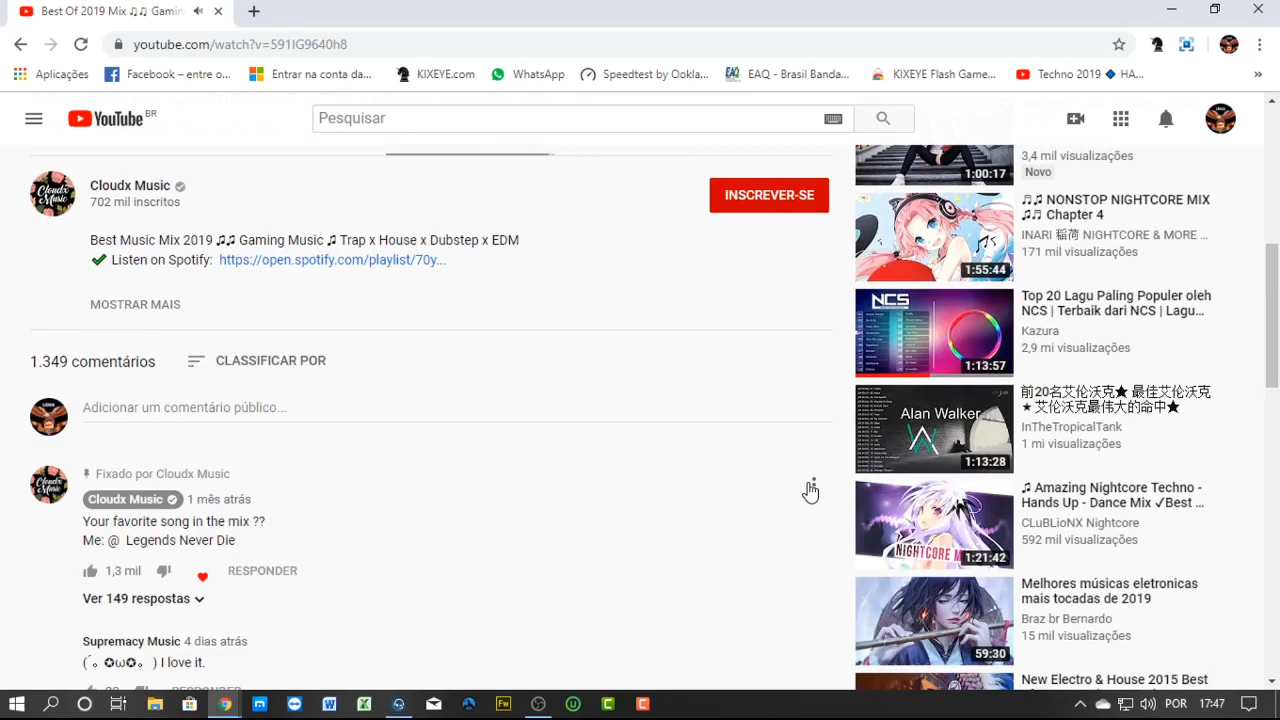 Best Of 2019 Mix ♫♫ Gamin
youtube.com/watch?v=591IG9640h8
Aplicações
Facebook – entre o...
Entrar na conta da...
KIXEYE.com
WhatsApp
Speedtest by Ookla...
EAQ
EAQ - Brasil Banda...
KIXEYE Flash Game...
Techno 2019 🔷 HA...
»
YouTube BR
Pesquisar
Cloudx Music
Cloudx Music
702 mil inscritos
INSCREVER-SE
Best Music Mix 2019 ♫♫ Gaming Music ♫ Trap x House x Dubstep x EDM
✔ Listen on Spotify: https://open.spotify.com/playlist/70y...
MOSTRAR MAIS
1.349 comentários
CLASSIFICAR POR
Adicionar um comentário público...
Fixado por Cloudx Music
Cloudx Music
Cloudx Music 1 mês atrás
Your favorite song in the mix ??
Me: @ Legends Never Die
1,3 mil
RESPONDER
Ver 149 respostas
Supremacy Music 4 dias atrás
(´｡✪ω✪｡ ) I love it.
RESPONDER
1:00:17
3,4 mil visualizações
Novo
1:55:44
♬♫ NONSTOP NIGHTCORE MIX
♫♬ Chapter 4
INARI 稲荷 NIGHTCORE & MORE ...
171 mil visualizações
NCS
1:13:57
Top 20 Lagu Paling Populer oleh
NCS | Terbaik dari NCS | Lagu...
Kazura
2,9 mi visualizações
Alan Walker
1:13:28
前20名艾伦沃克★ 最佳艾伦沃克
★艾伦沃克最伟大的命中★
InTheTropicalTank
1 mi visualizações
NIGHTCORE M
1:21:42
♫ Amazing Nightcore Techno -
Hands Up - Dance Mix ✓Best ...
CLuBLioNX Nightcore
592 mil visualizações
59:30
Melhores músicas eletronicas
mais tocadas de 2019
Braz br Bernardo
15 mil visualizações
New Electro & House 2015 Best
Fw
POR
17:47